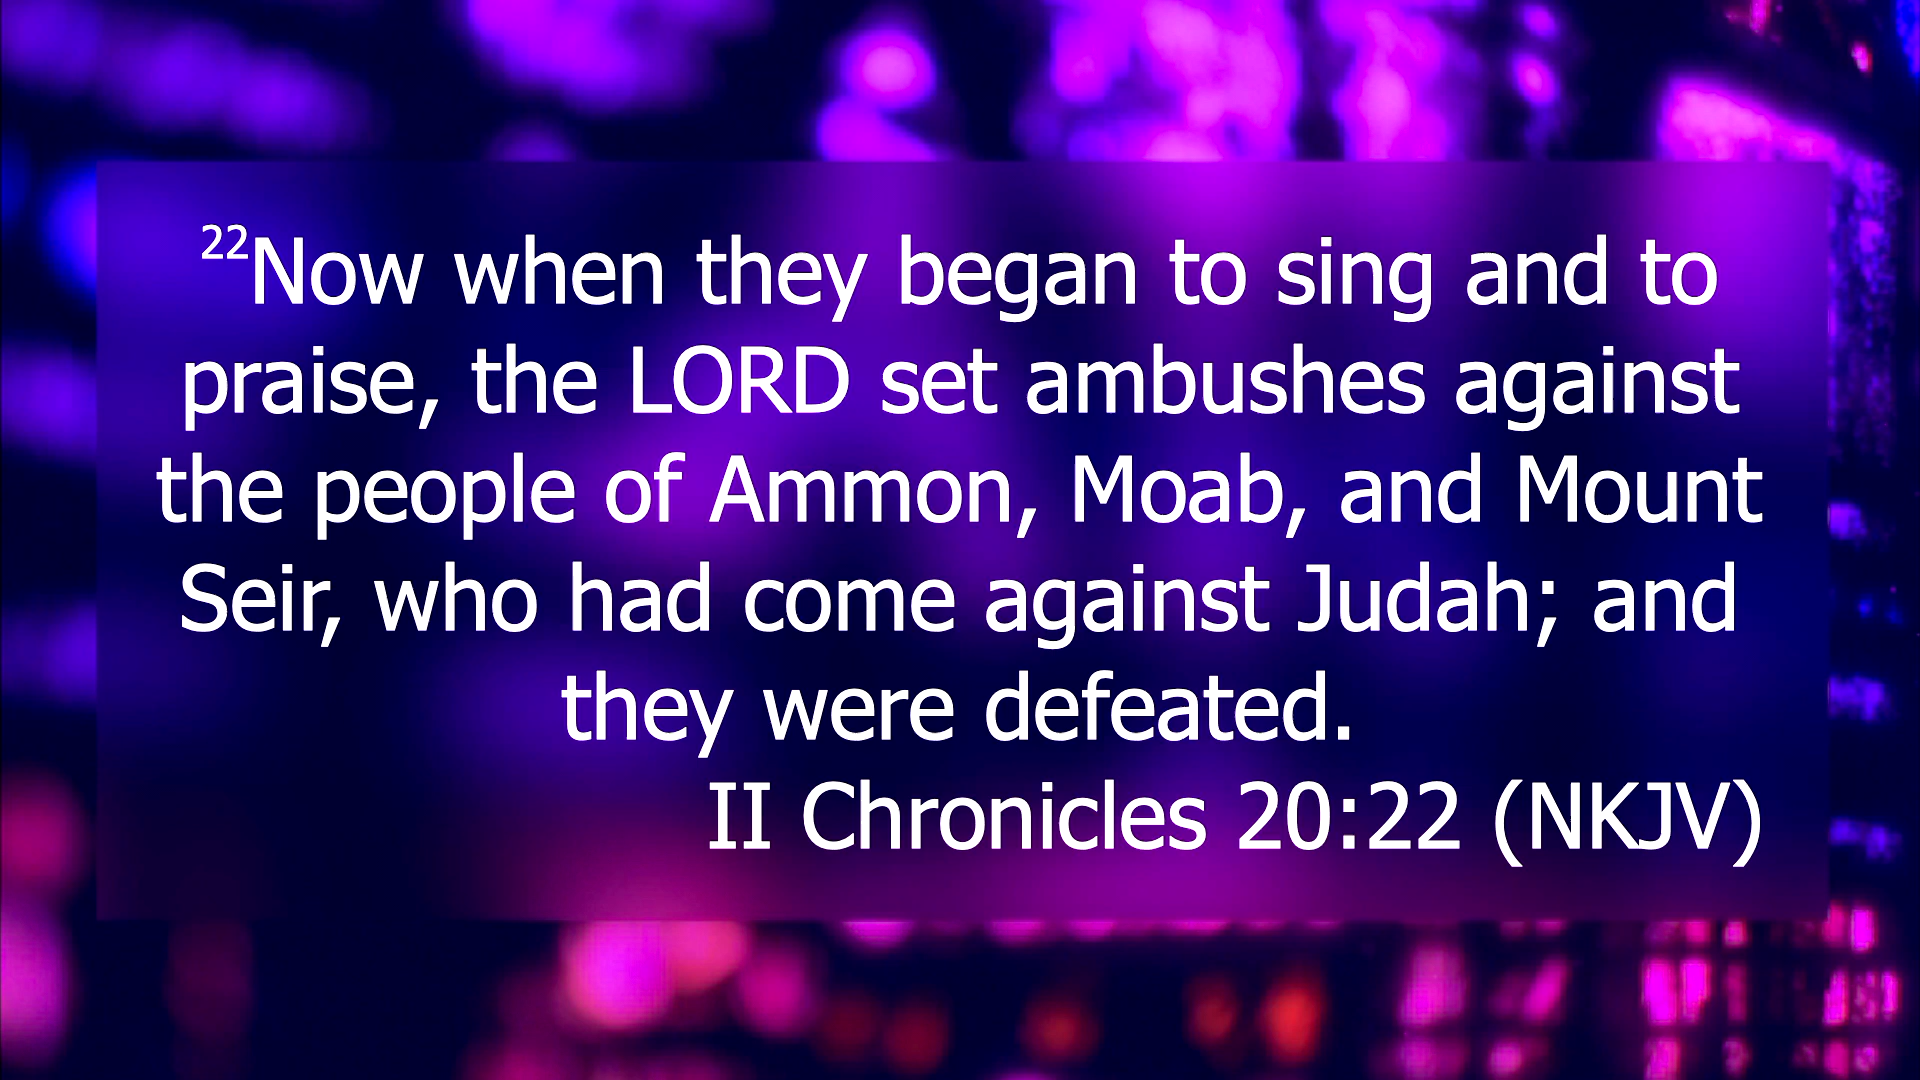 22Now when they began to sing and to
praise, the LORD set ambushes against
the people of Ammon, Moab, and Mount
Seir, who had come against Judah; and
they were defeated.
II Chronicles 20:22 (NKJV)